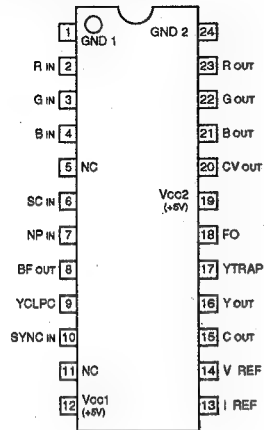 1 GND 1 GND 2 24
R IN 2 23 R OUT
G IN 3 22 G OUT
B IN 4 21 B OUT
5 NC 20 CV OUT
SC IN 6 Vcc2 (+5V) 19
NP IN 7 18 FO
BF OUT 8 17 YTRAP
YCLPC 9 16 Y OUT
SYNC IN 10 15 C OUT
11 NC 14 V REF
12 Vcc1 (+5V) 13 I REF